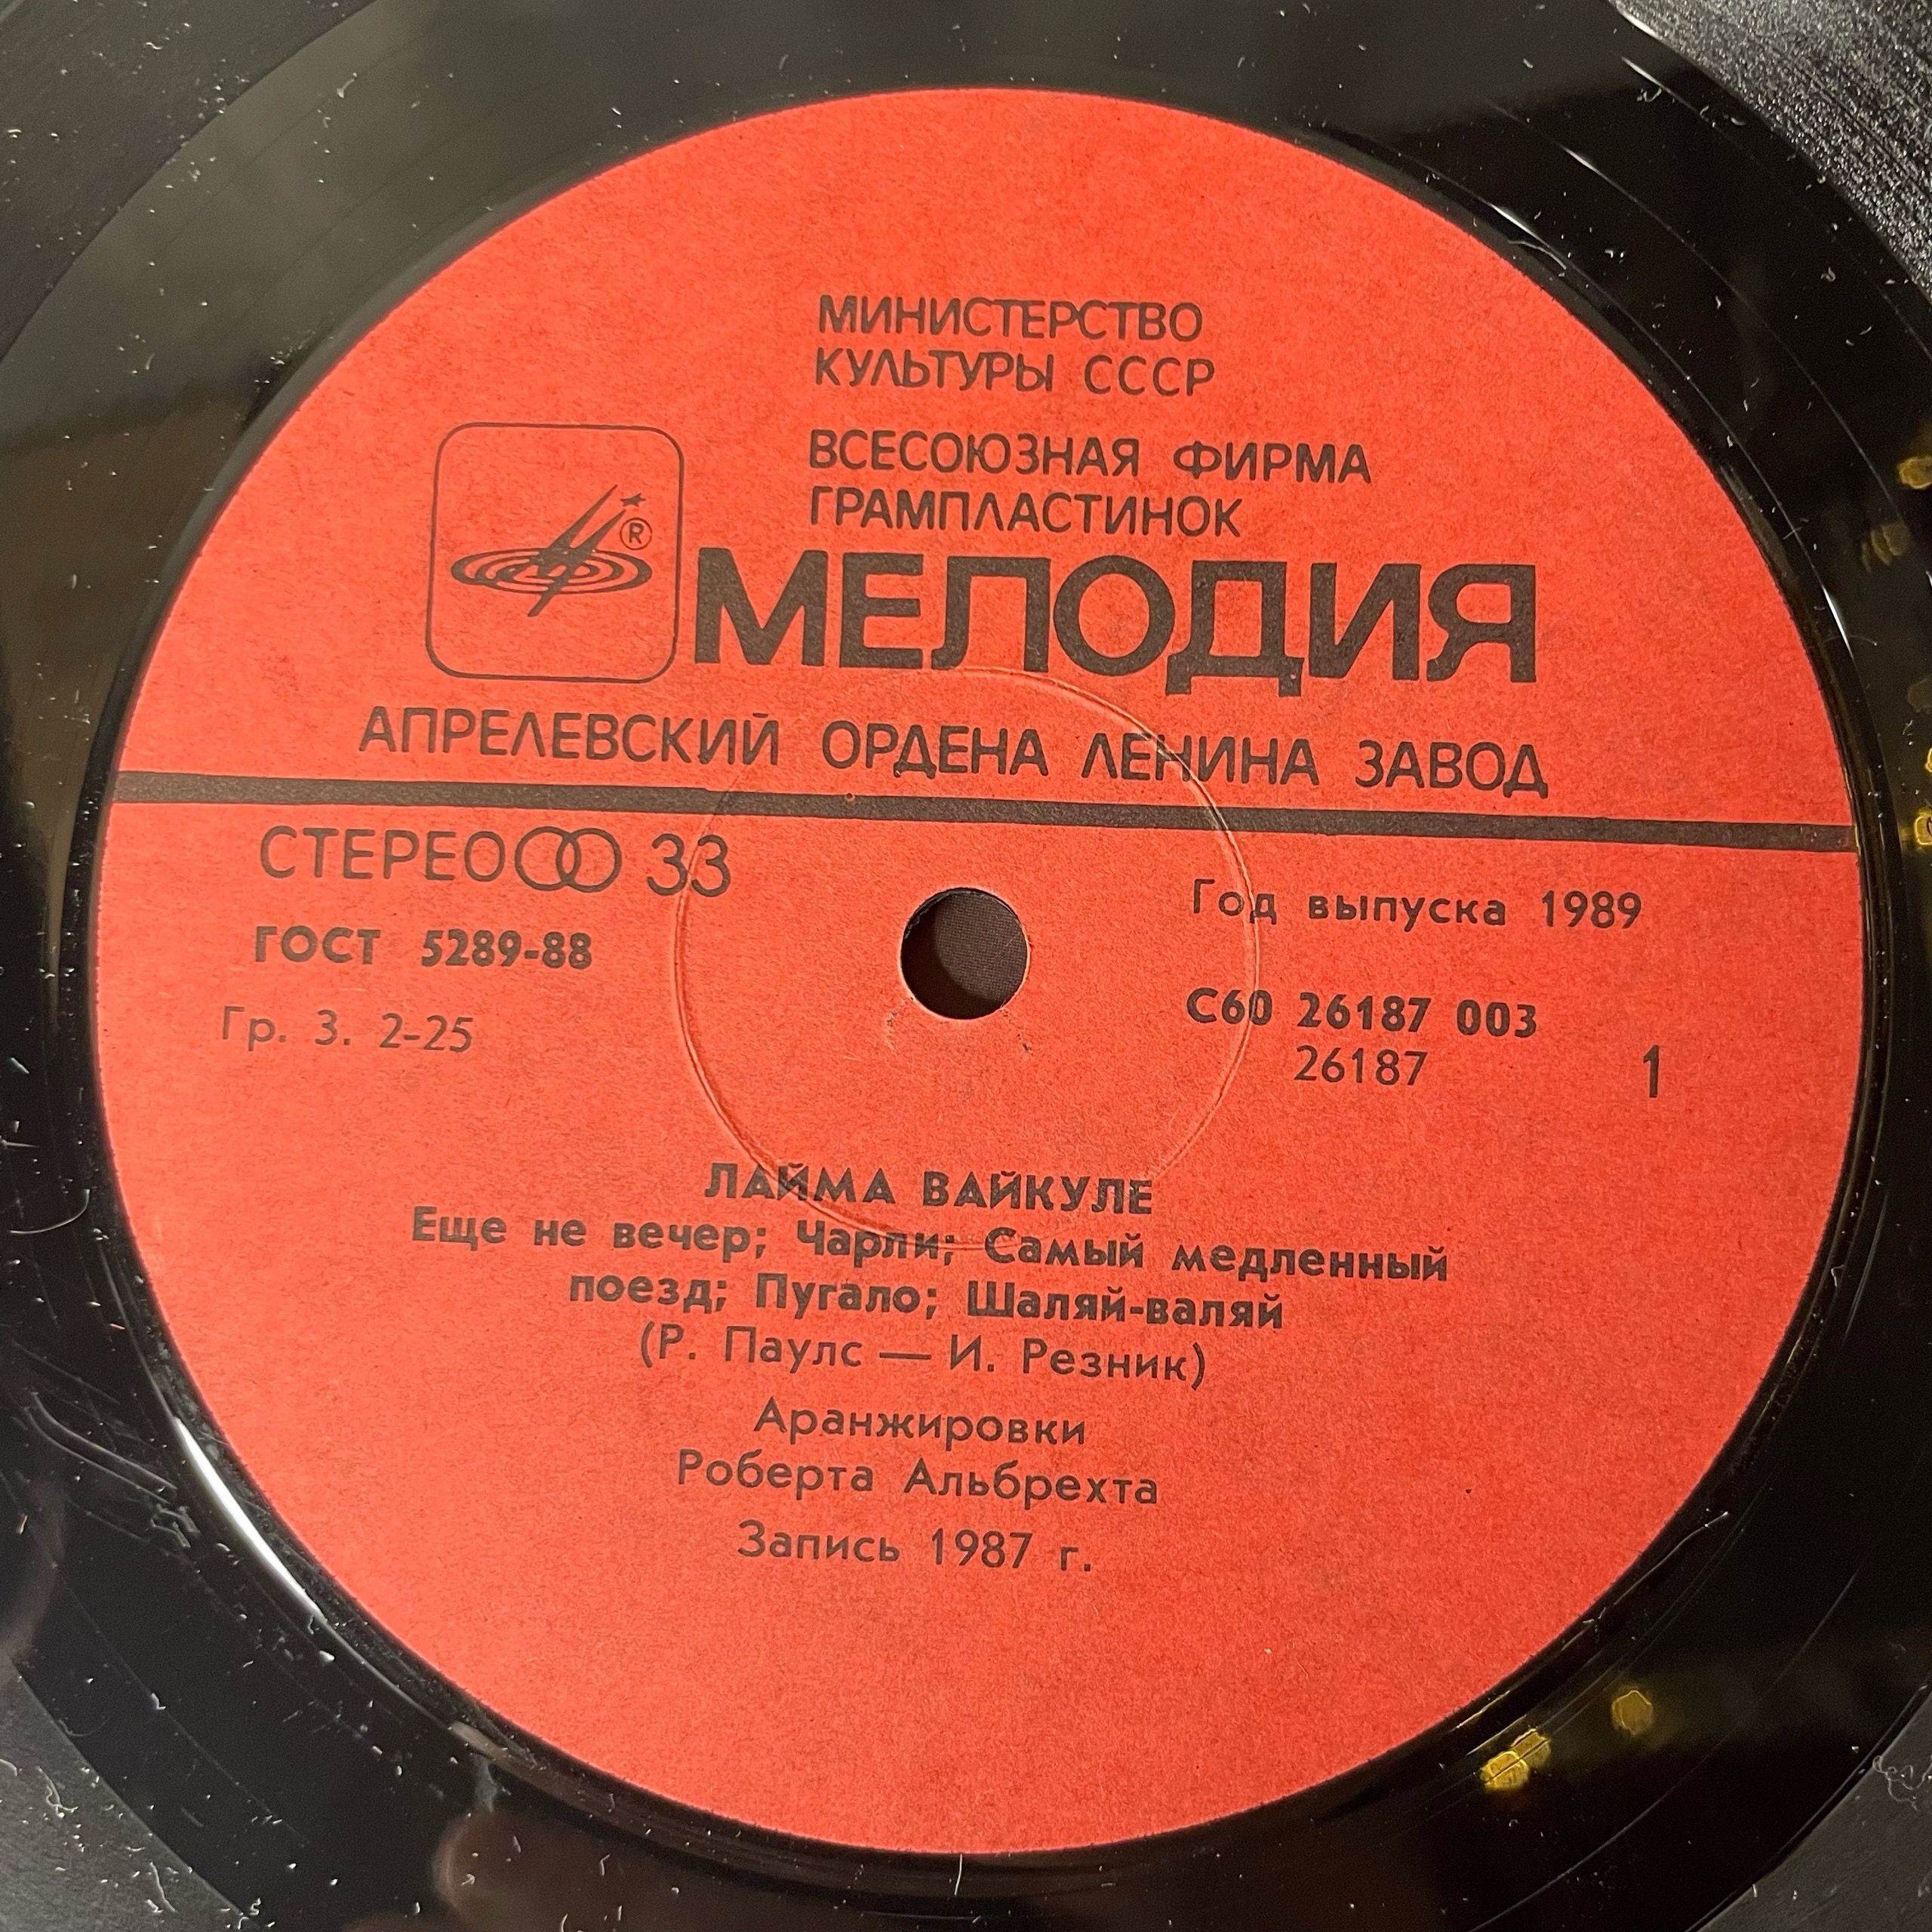 МИНИСТЕРСТВО
КУЛЬТУРЫ СССР
ВСЕСОЮЗНАЯ ФИРМА
ГРАМПЛАСТИНОК
®
МЕЛОДИЯ
АПРЕЛЕВСКИЙ ОРДЕНА ЛЕНИНА ЗАВОД
СТЕРЕО 33
ГОСТ 5289-88
Гр. 3. 2-25
Год выпуска 1989
С60 26187 003
26187
1
ЛАЙМА ВАЙКУЛЕ
Еще не вечер; Чарли; Самый медленный
поезд; Пугало; Шаляй-валяй
(Р. Паулс — И. Резник)
Аранжировки
Роберта Альбрехта
Запись 1987 г.